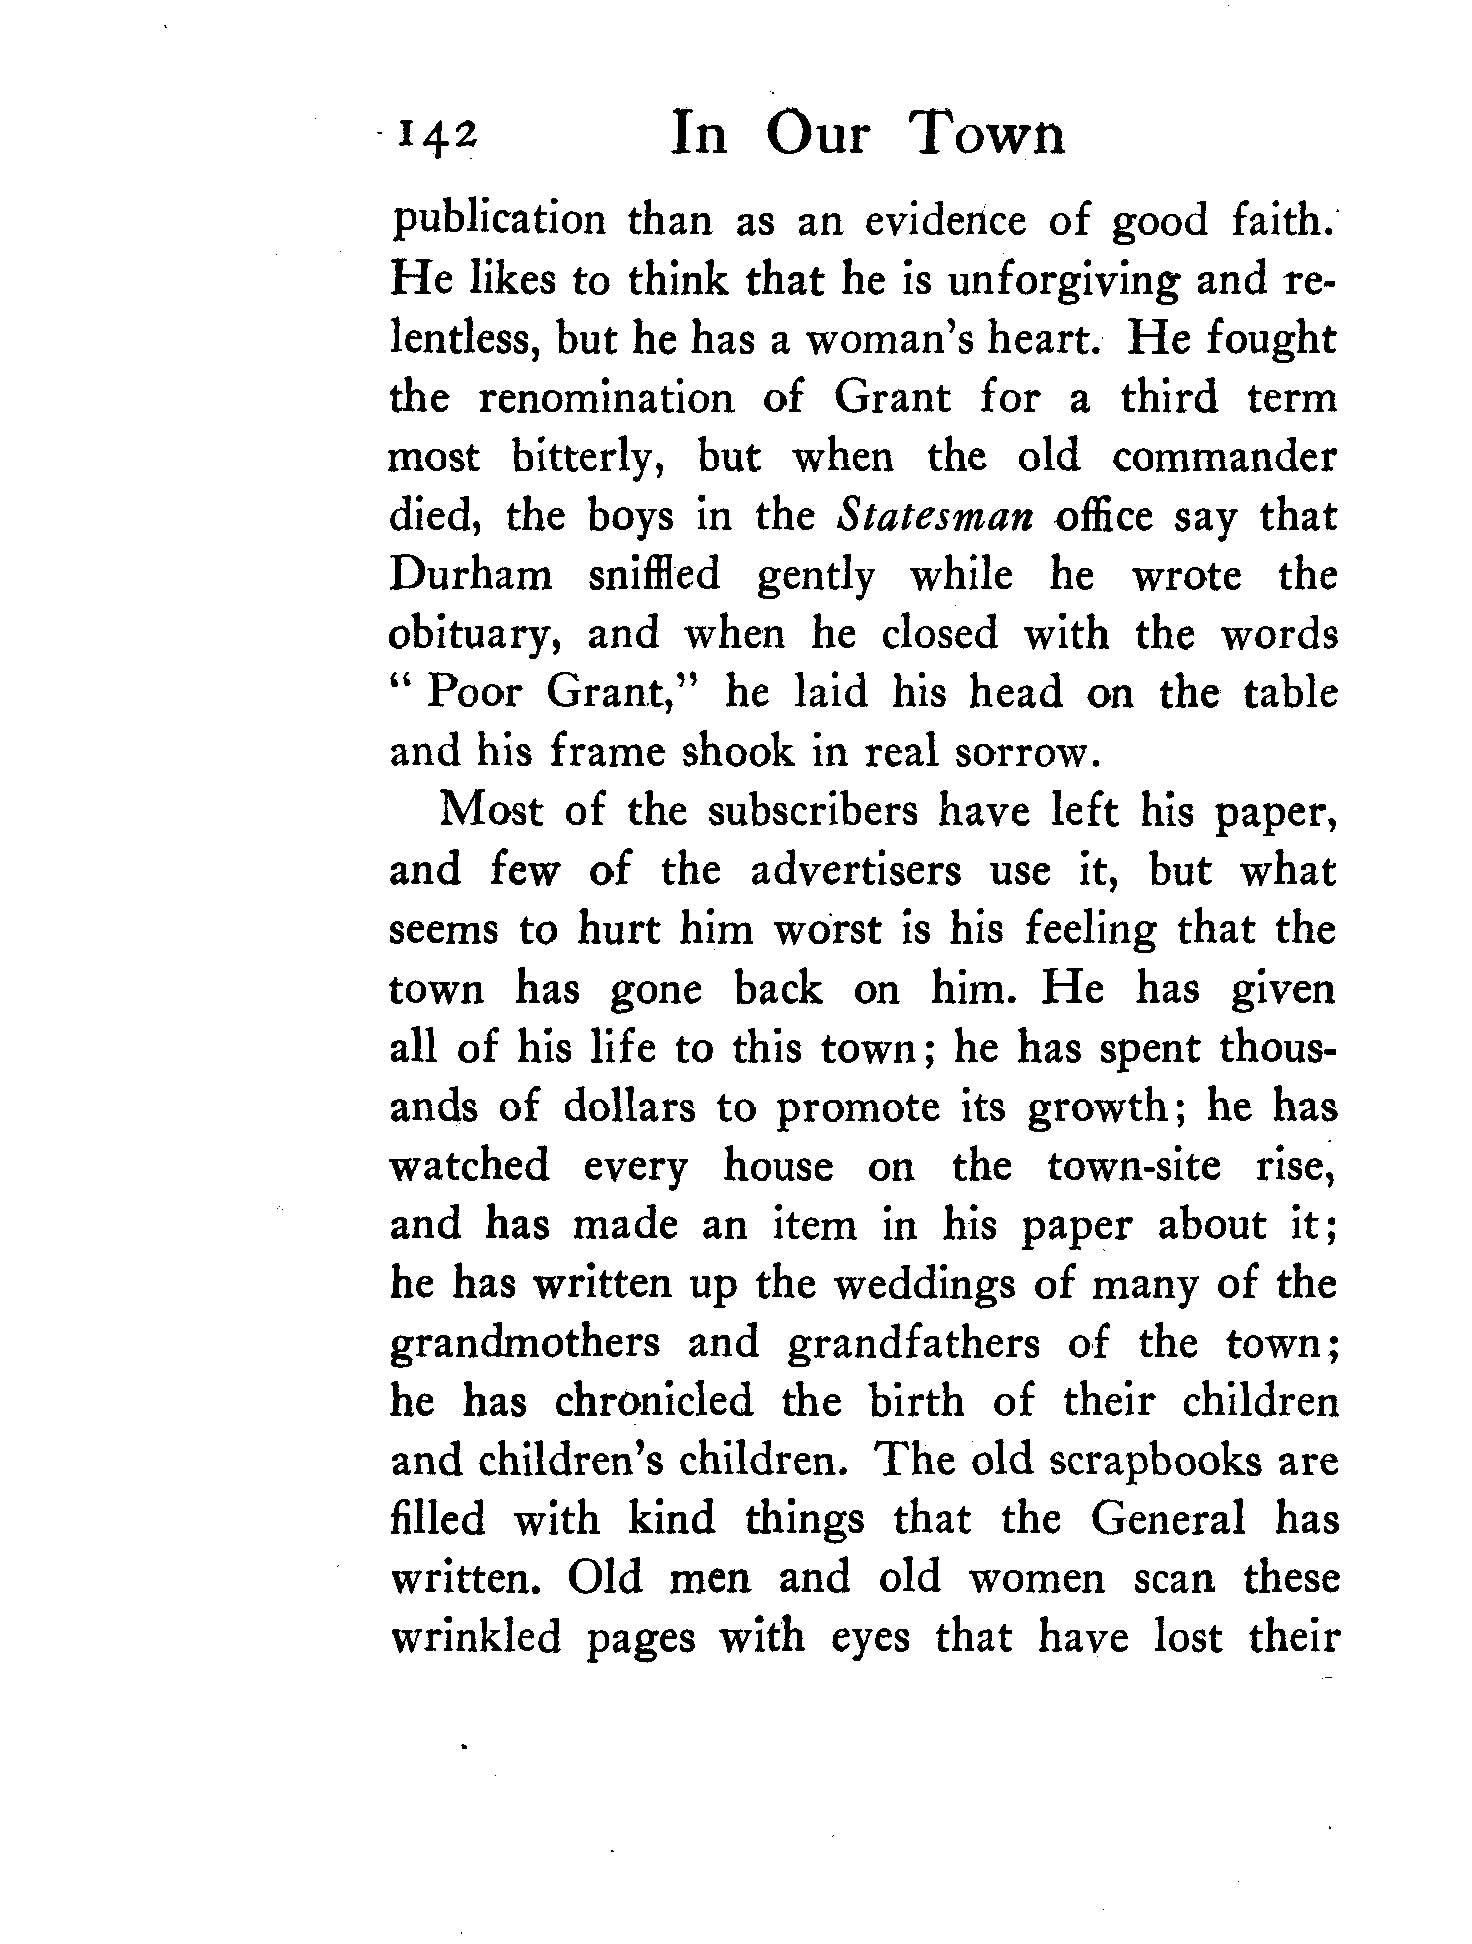 142 In Our Town
publication than as an evidence of good faith.
He likes to think that he is unforgiving and re-
lentless, but he has a woman's heart. He fought
the renomination of Grant for a third term
most bitterly, but when the old commander
died, the boys in the Statesman office say that
Durham sniffled gently while he wrote the
obituary, and when he closed with the words
“ Poor Grant,” he laid his head on the table
and his frame shook in real sorrow.
Most of the subscribers have left his paper,
and few of the advertisers use it, but what
seems to hurt him worst is his feeling that the
town has gone back on him. He has given
all of his life to this town; he has spent thous-
ands of dollars to promote its growth; he has
watched every house on the town-site rise,
and has made an item in his paper about it;
he has written up the weddings of many of the
grandmothers and grandfathers of the town;
he has chronicled the birth of their children
and children's children. The old scrapbooks are
filled with kind things that the General has
written. Old men and old women scan these
wrinkled pages with eyes that have lost their